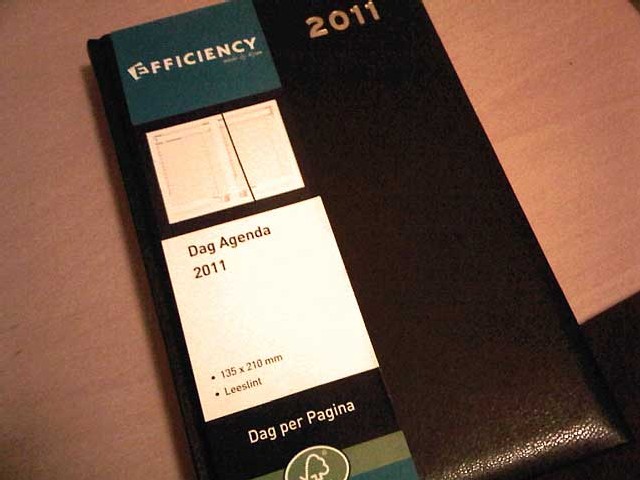 2011
EFFICIENCY
Dag Agenda
2011
• 135 x 210 mm
• Leeslint
Dag per Pagina